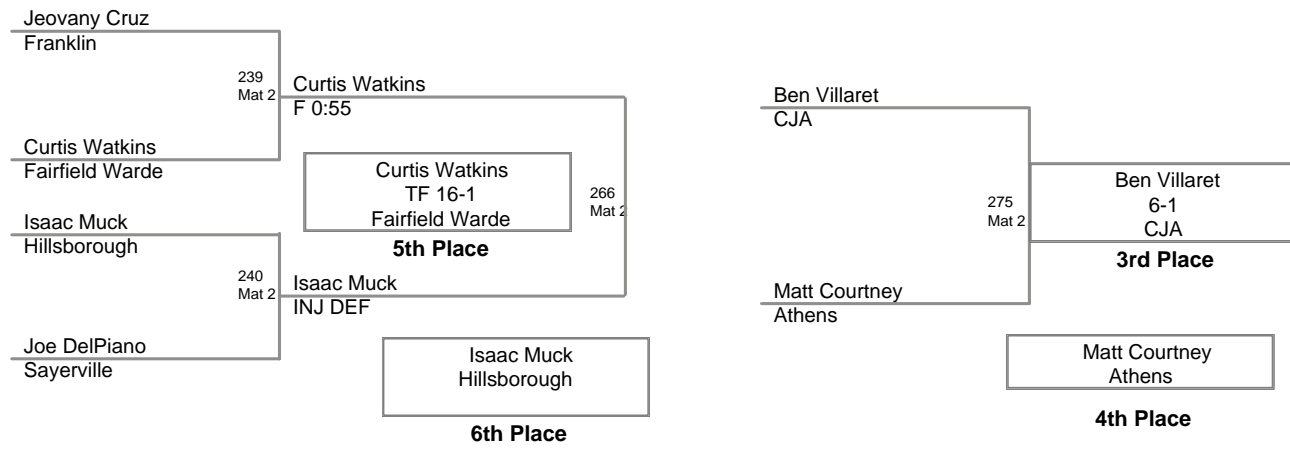 Jeovany Cruz
Franklin
239
Mat 2
Curtis Watkins
F 0:55
Curtis Watkins
Fairfield Warde
Curtis Watkins
TF 16-1
Fairfield Warde
5th Place
266
Mat 2
Isaac Muck
Hillsborough
240
Mat 2
Isaac Muck
INJ DEF
Joe DelPiano
Sayerville
Isaac Muck
Hillsborough
6th Place
Ben Villaret
CJA
275
Mat 2
Ben Villaret
6-1
CJA
3rd Place
Matt Courtney
Athens
Matt Courtney
Athens
4th Place